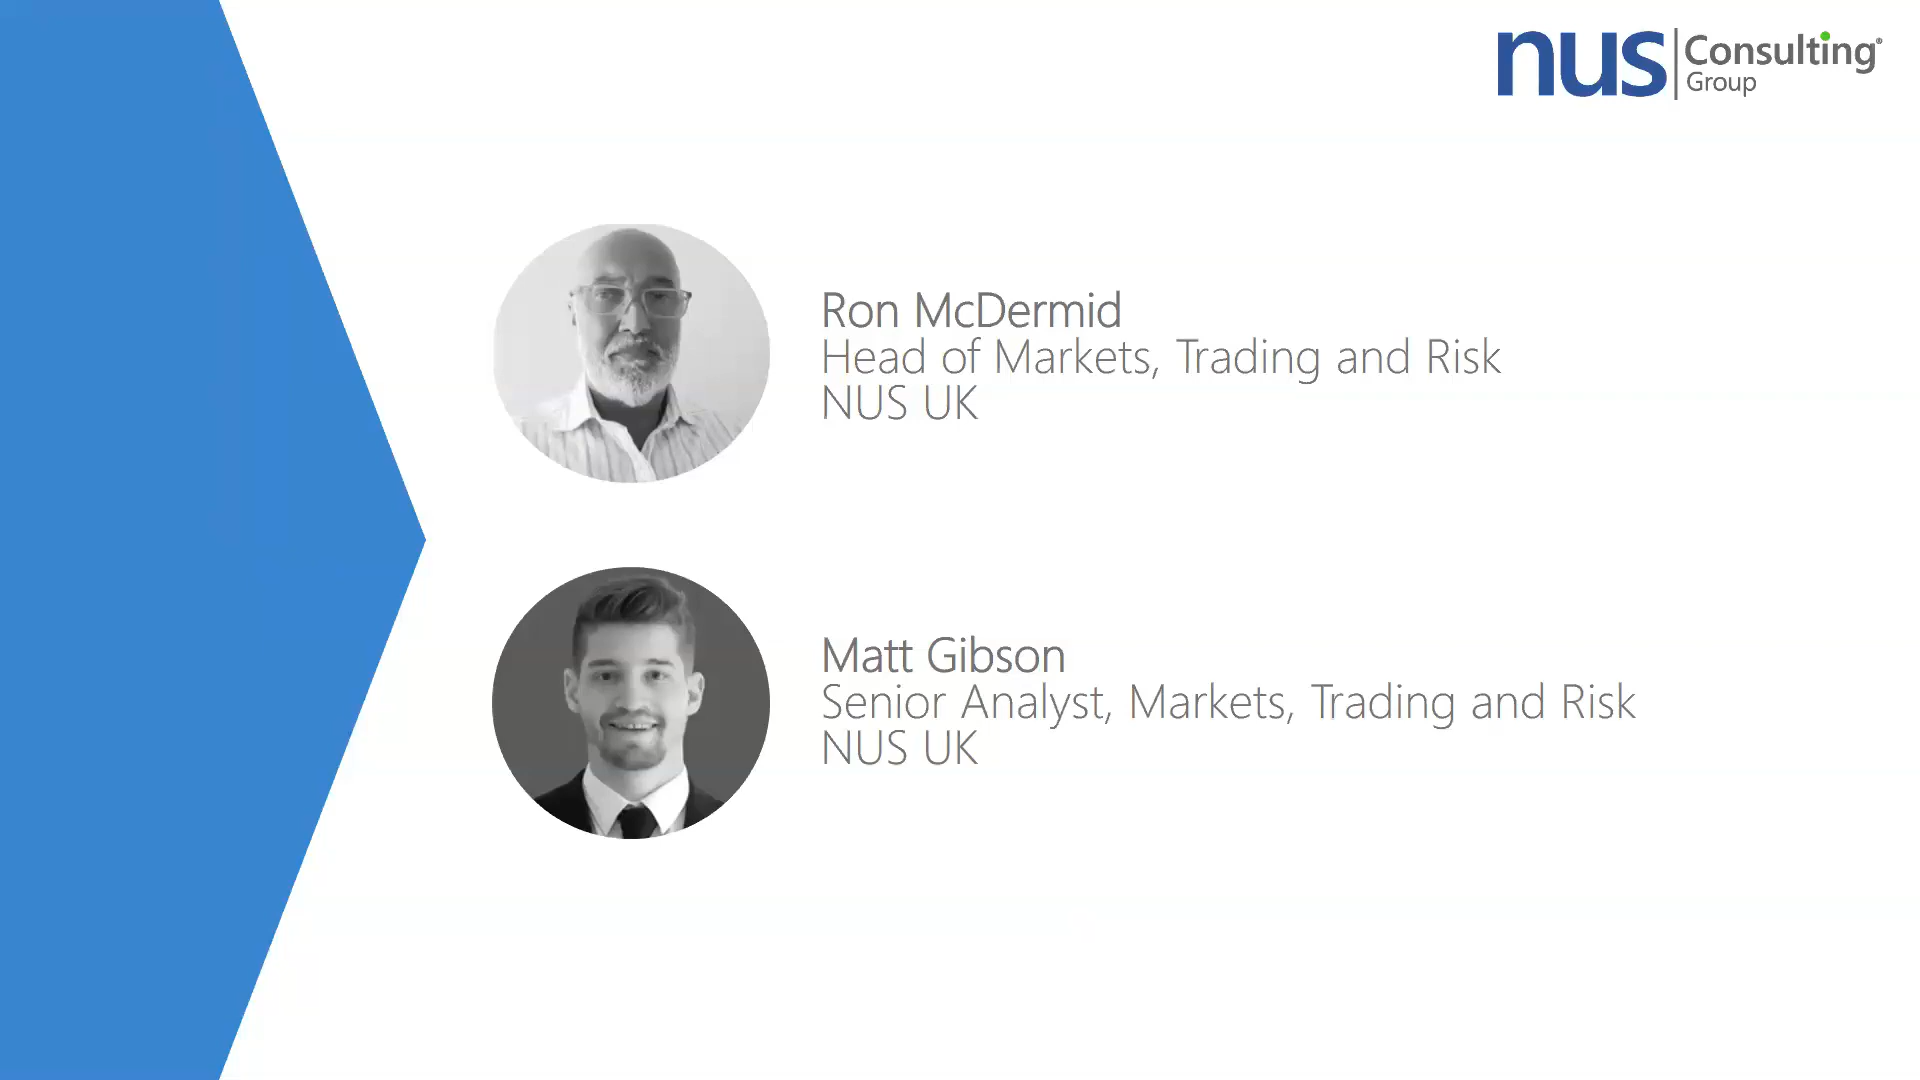 nus Consulting®
Group
Ron McDermid
Head of Markets, Trading and Risk
NUS UK
Matt Gibson
Senior Analyst, Markets, Trading and Risk
NUS UK